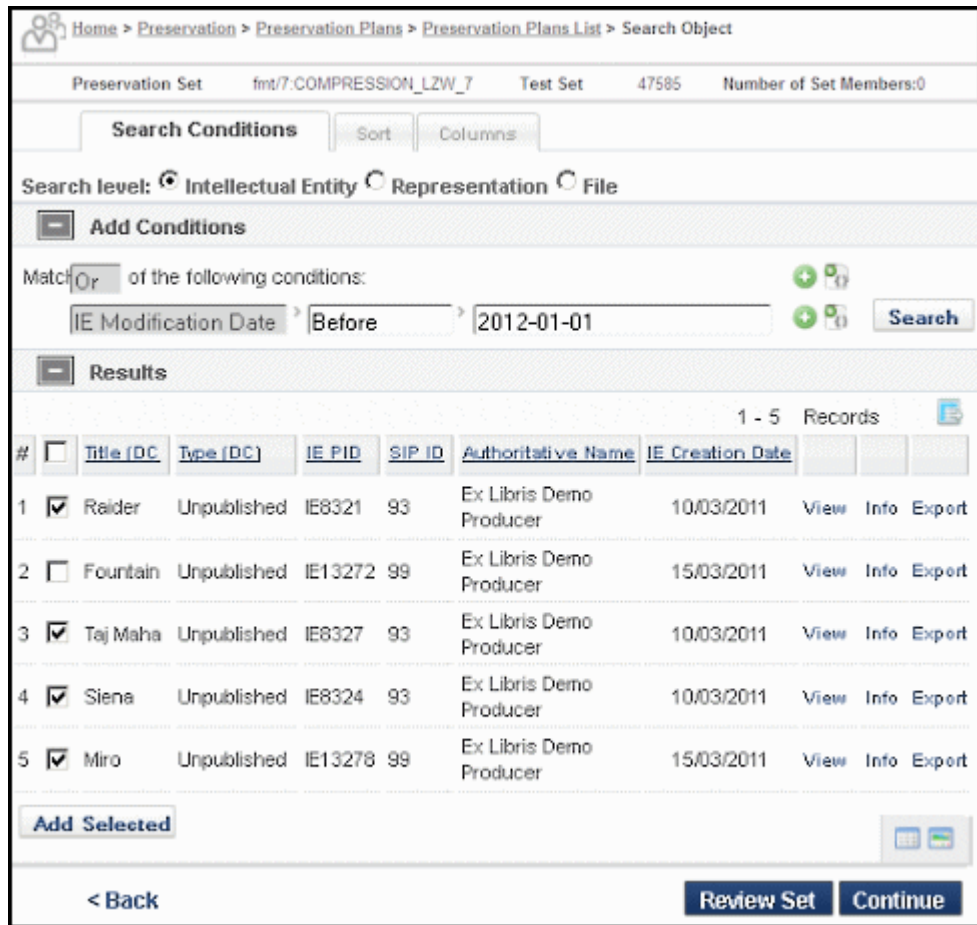 Home > Preservation > Preservation Plans > Preservation Plans List > Search Object
Preservation Set fmt/7:COMPRESSION_LZW_7 Test Set 47585 Number of Set Members:0
Search Conditions Sort Columns
Search level: Intellectual Entity Representation File
Add Conditions
Match Or of the following conditions:
IE Modification Date > Before > 2012-01-01 Search
Results
1 - 5 Records
# Title (DC Type (DC) IE PID SIP ID Authoritative Name IE Creation Date
1 Raider Unpublished IE8321 93 Ex Libris Demo Producer 10/03/2011 View Info Export
2 Fountain Unpublished IE13272 99 Ex Libris Demo Producer 15/03/2011 View Info Export
3 Taj Maha Unpublished IE8327 93 Ex Libris Demo Producer 10/03/2011 View Info Export
4 Siena Unpublished IE8324 93 Ex Libris Demo Producer 10/03/2011 View Info Export
5 Miro Unpublished IE13278 99 Ex Libris Demo Producer 15/03/2011 View Info Export
Add Selected
< Back Review Set Continue